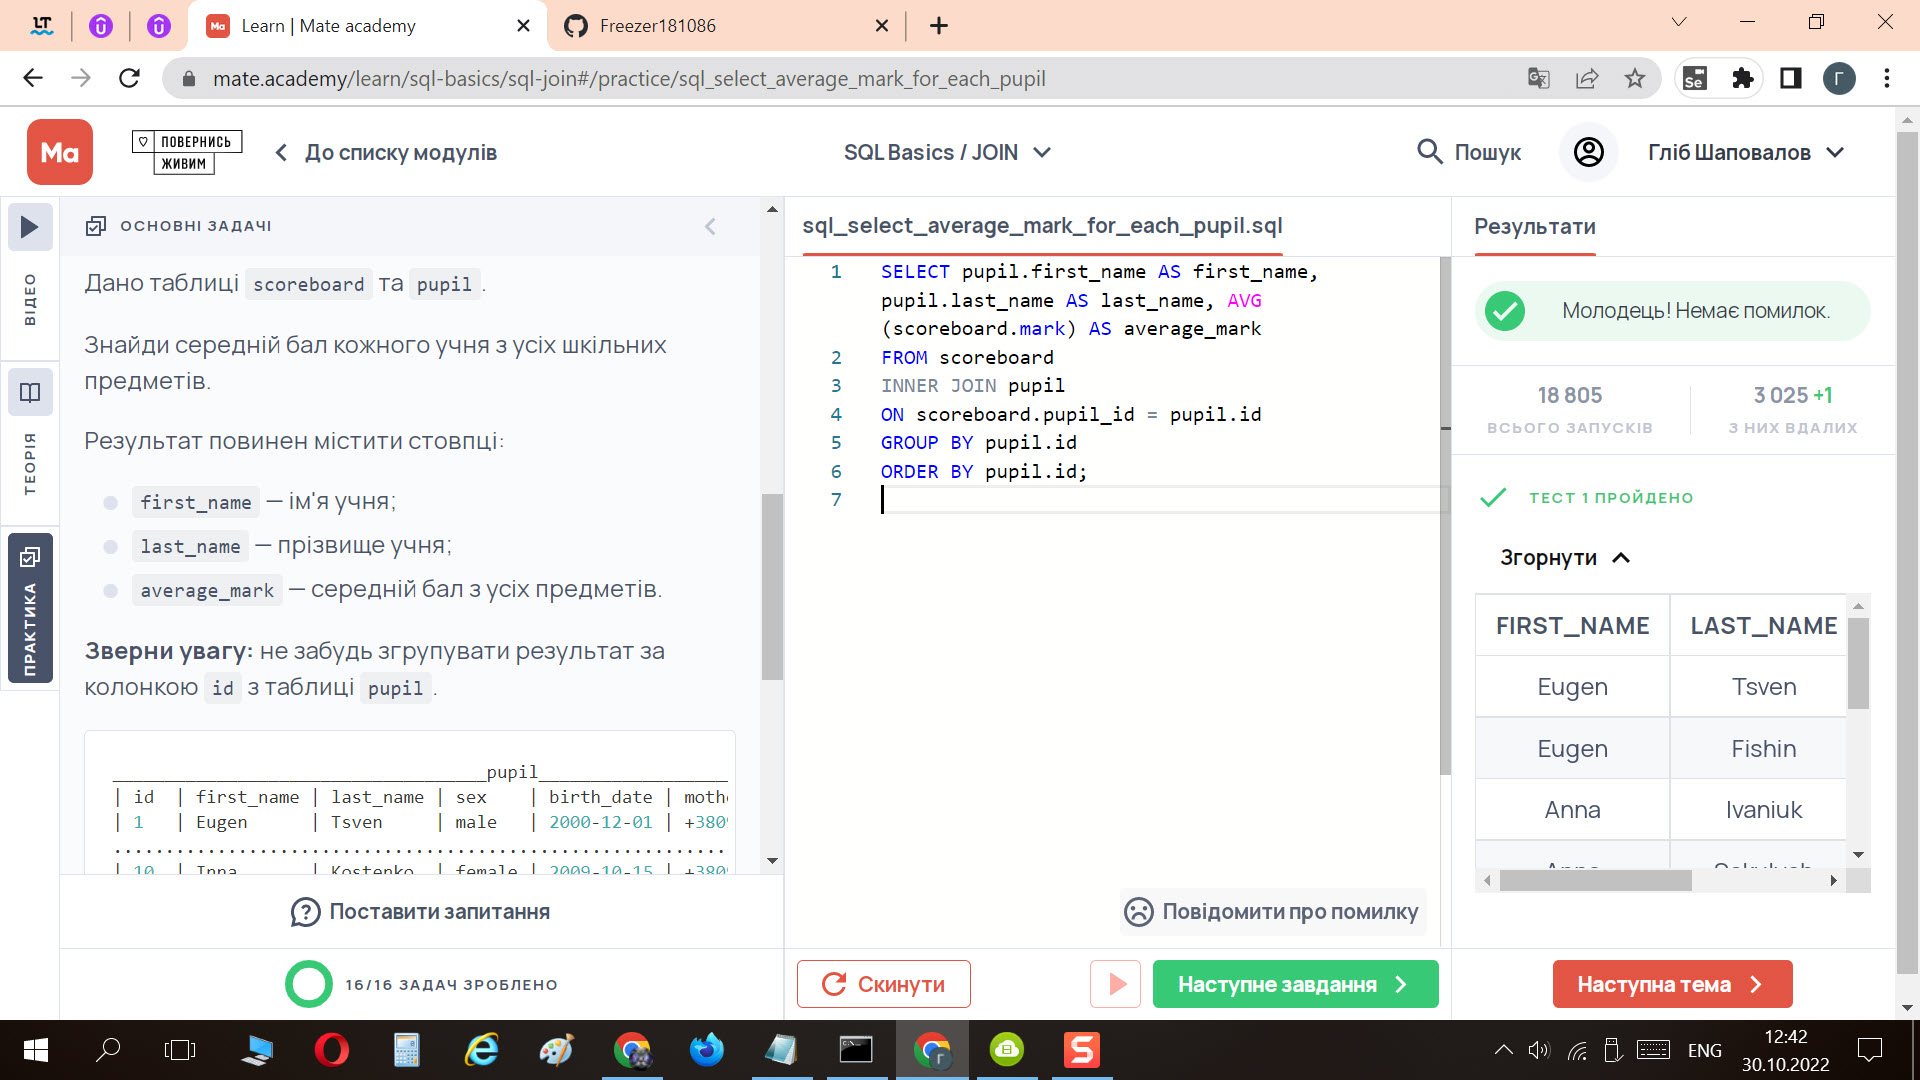 Learn | Mate academy
Freezer181086
mate.academy/learn/sql-basics/sql-join#/practice/sql_select_average_mark_for_each_pupil
Se
Г
Ma
ПОВЕРНИСЬ
ЖИВИМ
До списку модулів
SQL Basics / JOIN
Пошук
Гліб Шаповалов
ВІДЕО
ТЕОРІЯ
ПРАКТИКА
ОСНОВНІ ЗАДАЧІ
Дано таблиці scoreboard та pupil.
Знайди середній бал кожного учня з усіх шкільних
предметів.
Результат повинен містити стовпці:
first_name — ім'я учня;
last_name — прізвище учня;
average_mark — середній бал з усіх предметів.
Зверни увагу: не забудь згрупувати результат за
колонкою id з таблиці pupil.
____________________________________pupil__________________
| id | first_name | last_name | sex | birth_date | moth
| 1 | Eugen | Tsven | male | 2000-12-01 | +380
...........................................................
| 10 | Inna | Kostenko | female | 2009-10-15 | +380
Поставити запитання
16/16 ЗАДАЧ ЗРОБЛЕНО
sql_select_average_mark_for_each_pupil.sql
1 SELECT pupil.first_name AS first_name,
pupil.last_name AS last_name, AVG
(scoreboard.mark) AS average_mark
2 FROM scoreboard
3 INNER JOIN pupil
4 ON scoreboard.pupil_id = pupil.id
5 GROUP BY pupil.id
6 ORDER BY pupil.id;
7
Повідомити про помилку
Скинути
Наступне завдання
Результати
Молодець! Немає помилок.
18 805
ВСЬОГО ЗАПУСКІВ
3 025 +1
З НИХ ВДАЛИХ
ТЕСТ 1 ПРОЙДЕНО
Згорнути
FIRST_NAME LAST_NAME
Eugen Tsven
Eugen Fishin
Anna Ivaniuk
Наступна тема
ENG
12:42
30.10.2022